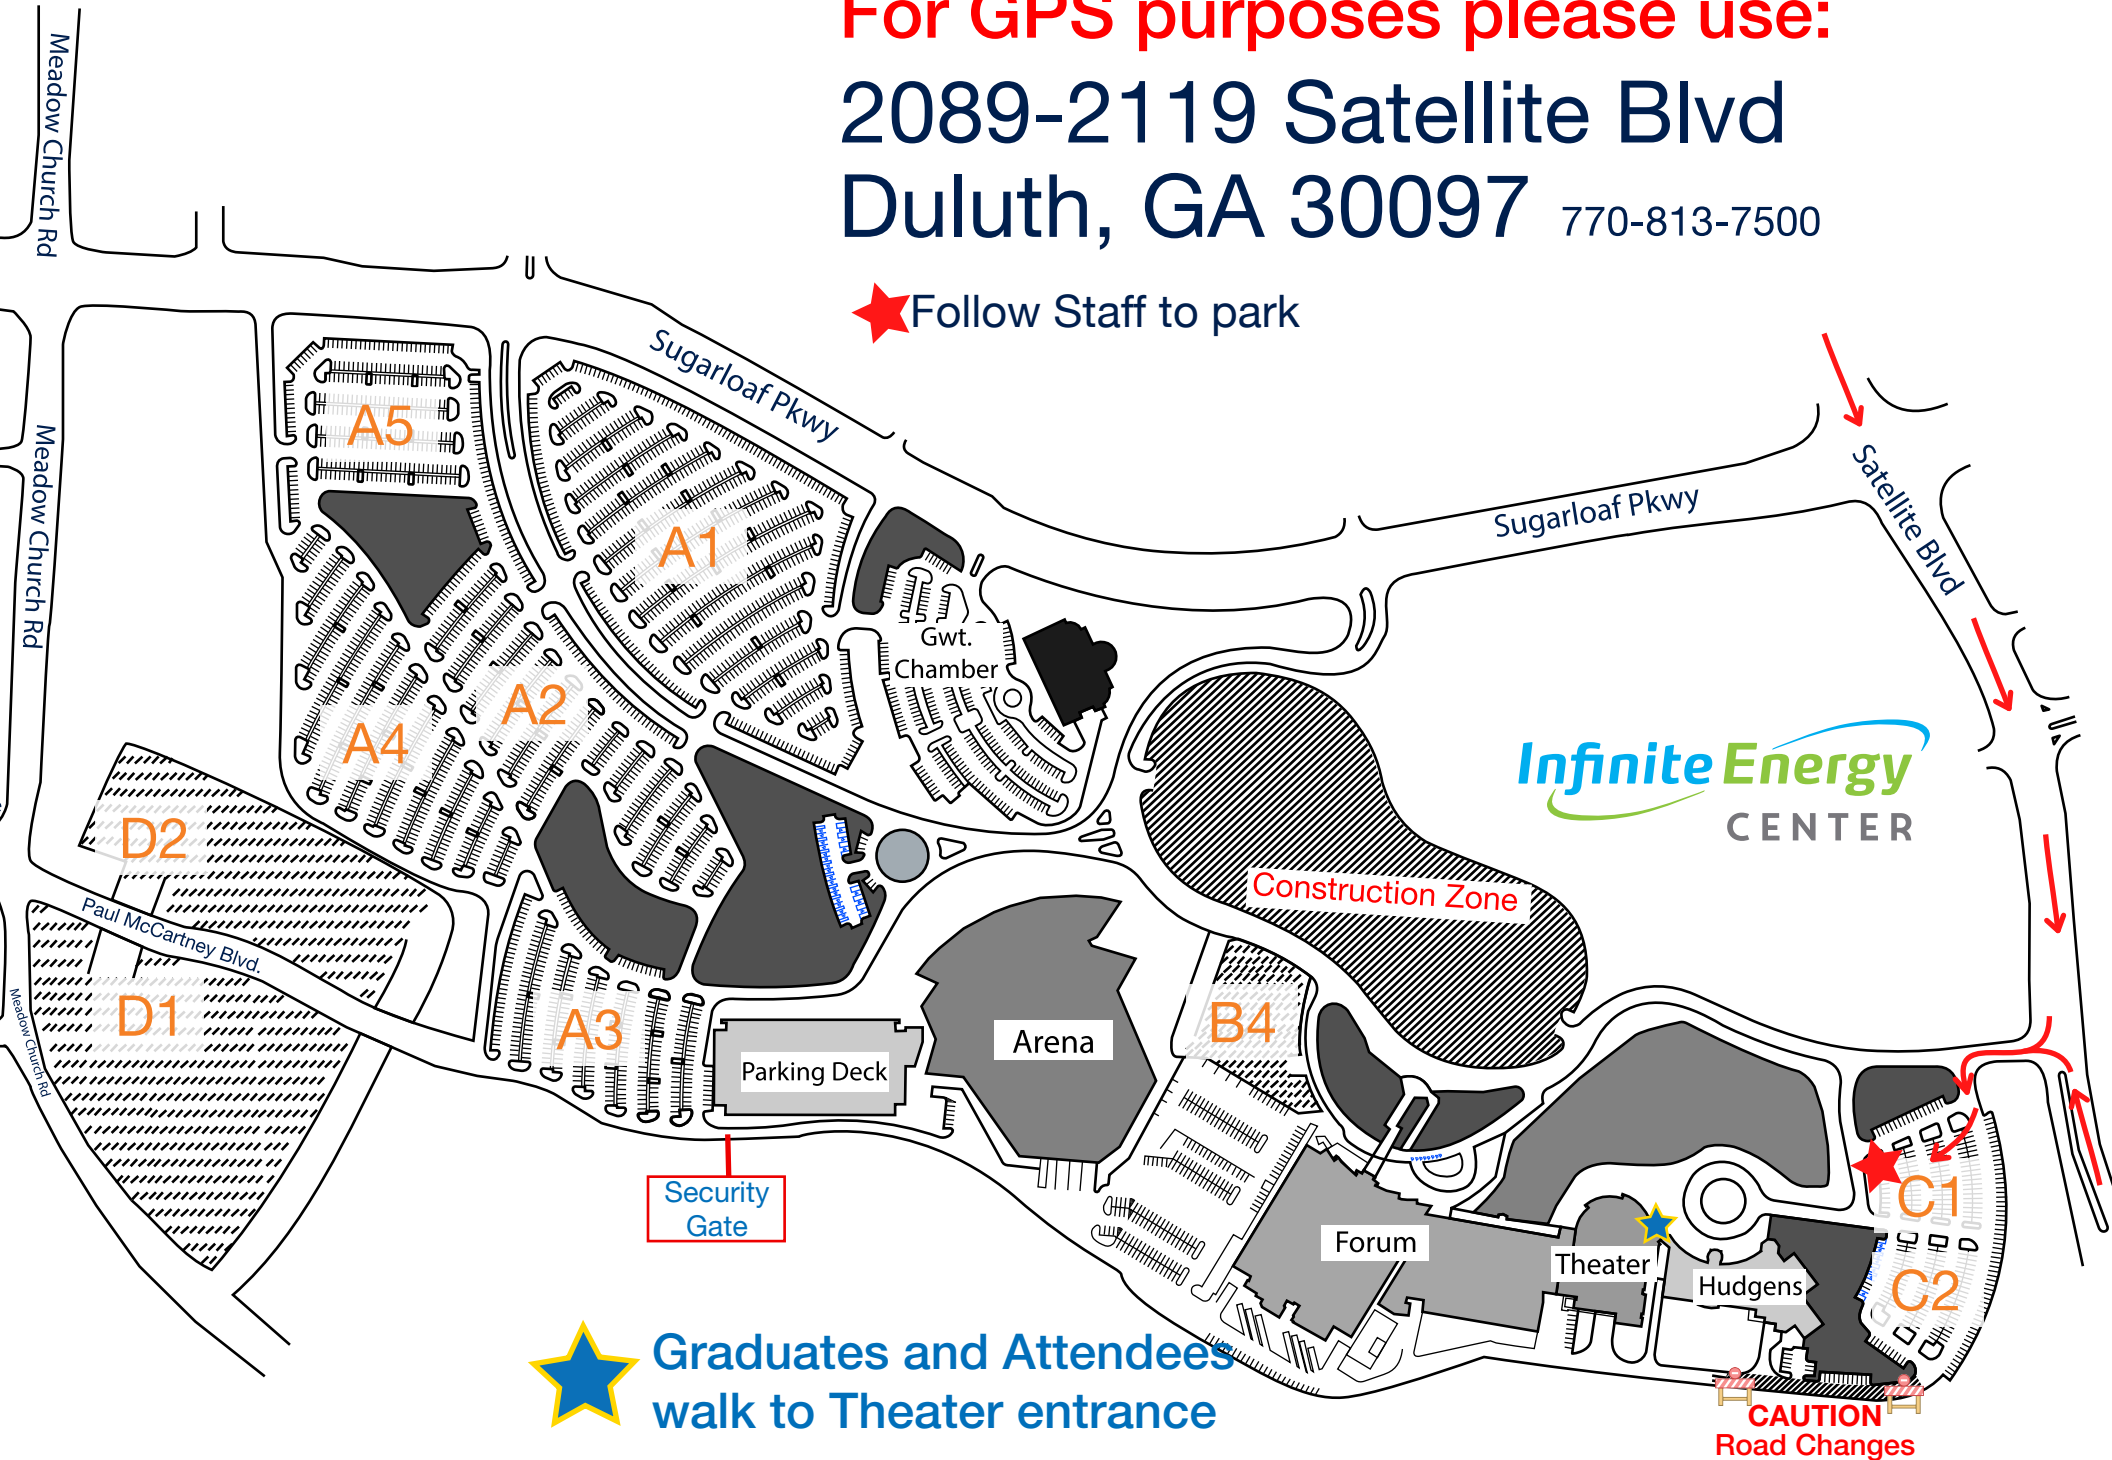 For GPS purposes please use:
2089-2119 Satellite Blvd
Duluth, GA 30097 770-813-7500
Follow Staff to park
Meadow Church Rd
Sugarloaf Pkwy
A5
Meadow Church Rd
Satellite Blvd
Sugarloaf Pkwy
A1
Gwt.
Chamber
A2
A4
Infinite Energy
CENTER
D2
Construction Zone
Paul McCartney Blvd.
D1
Meadow Church Rd
A3
B4
Arena
Parking Deck
Security
Gate
C1
Forum
Theater
Hudgens
C2
Graduates and Attendees
walk to Theater entrance
CAUTION
Road Changes